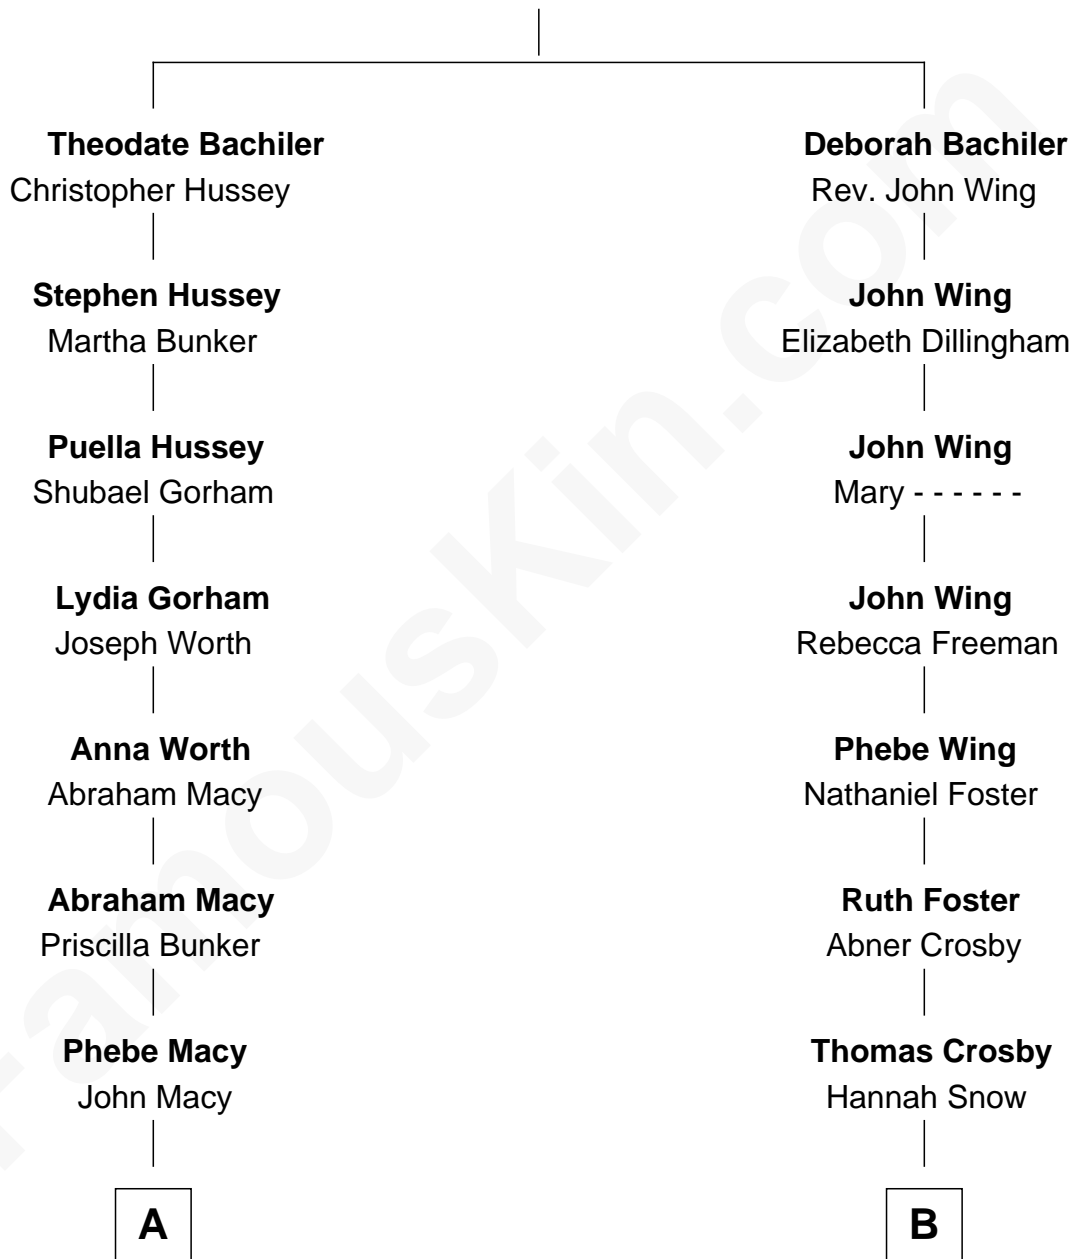 Theodate Bachiler
Christopher Hussey
Stephen Hussey
Martha Bunker
Puella Hussey
Shubael Gorham
Lydia Gorham
Joseph Worth
Anna Worth
Abraham Macy
Abraham Macy
Priscilla Bunker
Phebe Macy
John Macy
A
Deborah Bachiler
Rev. John Wing
John Wing
Elizabeth Dillingham
John Wing
Mary - - - - - -
John Wing
Rebecca Freeman
Phebe Wing
Nathaniel Foster
Ruth Foster
Abner Crosby
Thomas Crosby
Hannah Snow
B
FamousKin.com